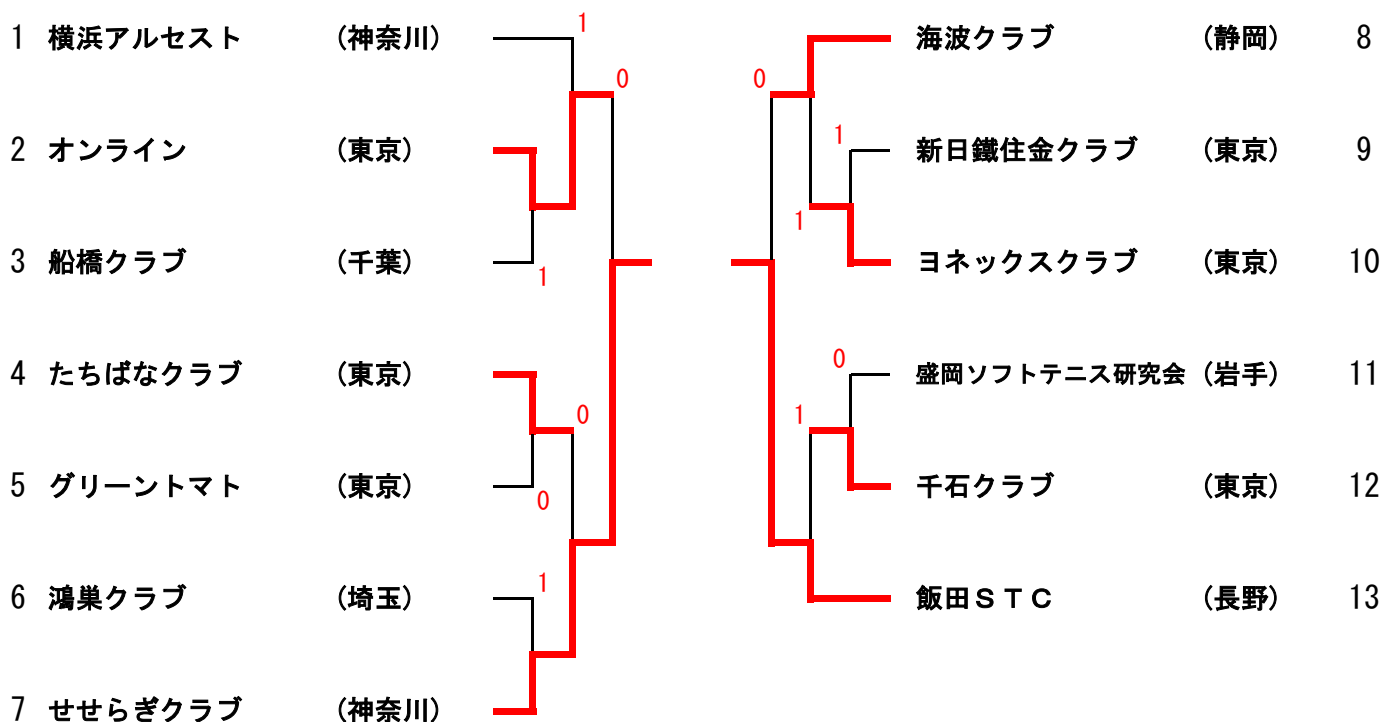 1 横浜アルセスト (神奈川) 1 海波クラブ (静岡) 8
0 0
2 オンライン (東京) 1 新日鐵住金クラブ (東京) 9
1
3 船橋クラブ (千葉) 1 ヨネックスクラブ (東京) 10
4 たちばなクラブ (東京) 0 盛岡ソフトテニス研究会 (岩手) 11
0 1
5 グリーントマト (東京) 0 千石クラブ (東京) 12
6 鴻巣クラブ (埼玉) 1 飯田STC (長野) 13
7 せせらぎクラブ (神奈川)